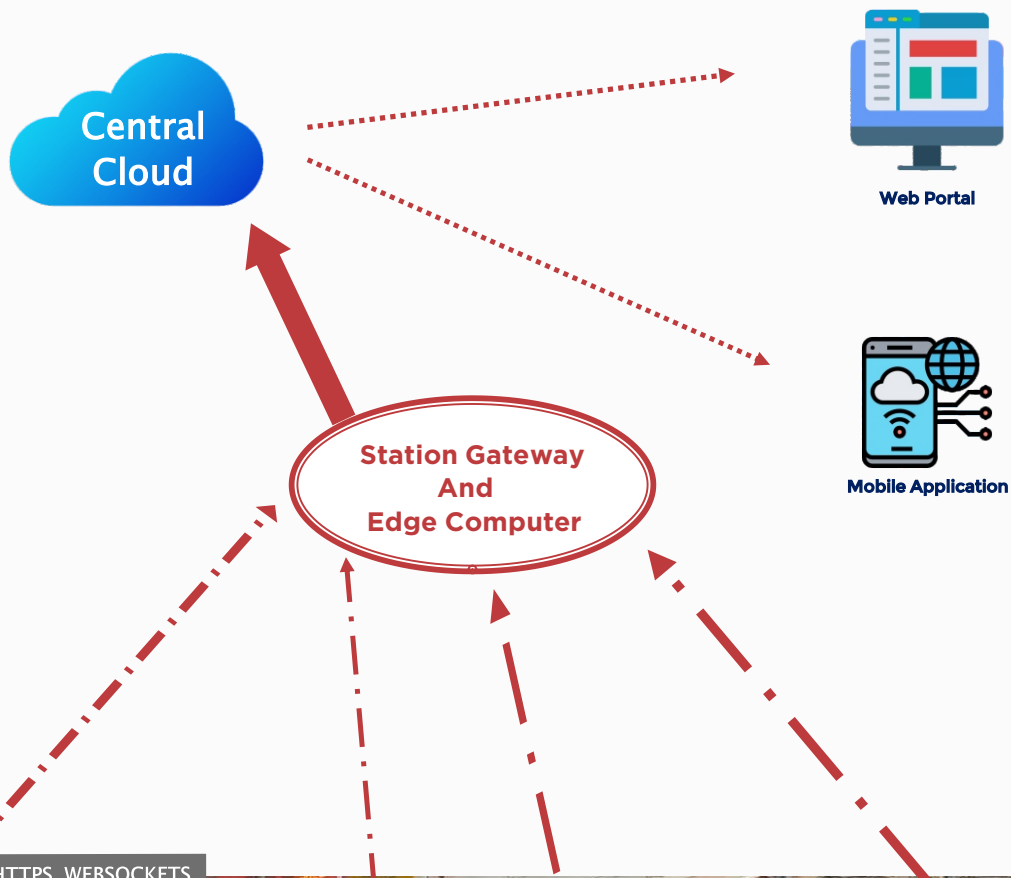 Central
Cloud
Web Portal
Station Gateway
And
Edge Computer
Mobile Application
HTTPS, WEBSOCKETS